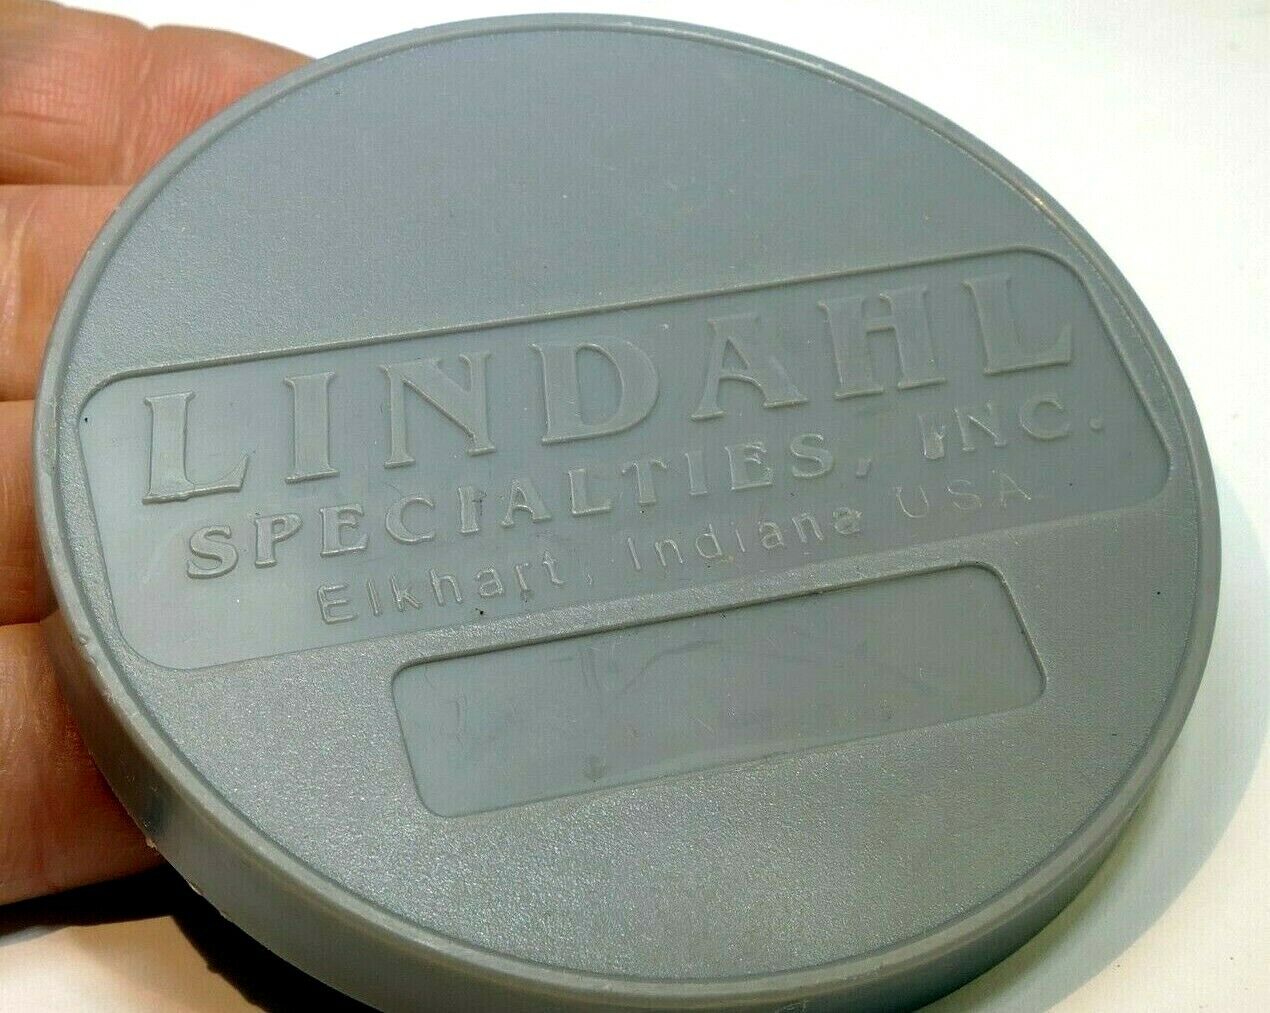 LINDAHL
SPECIALTIES, INC.
Elkhart, Indiana USA